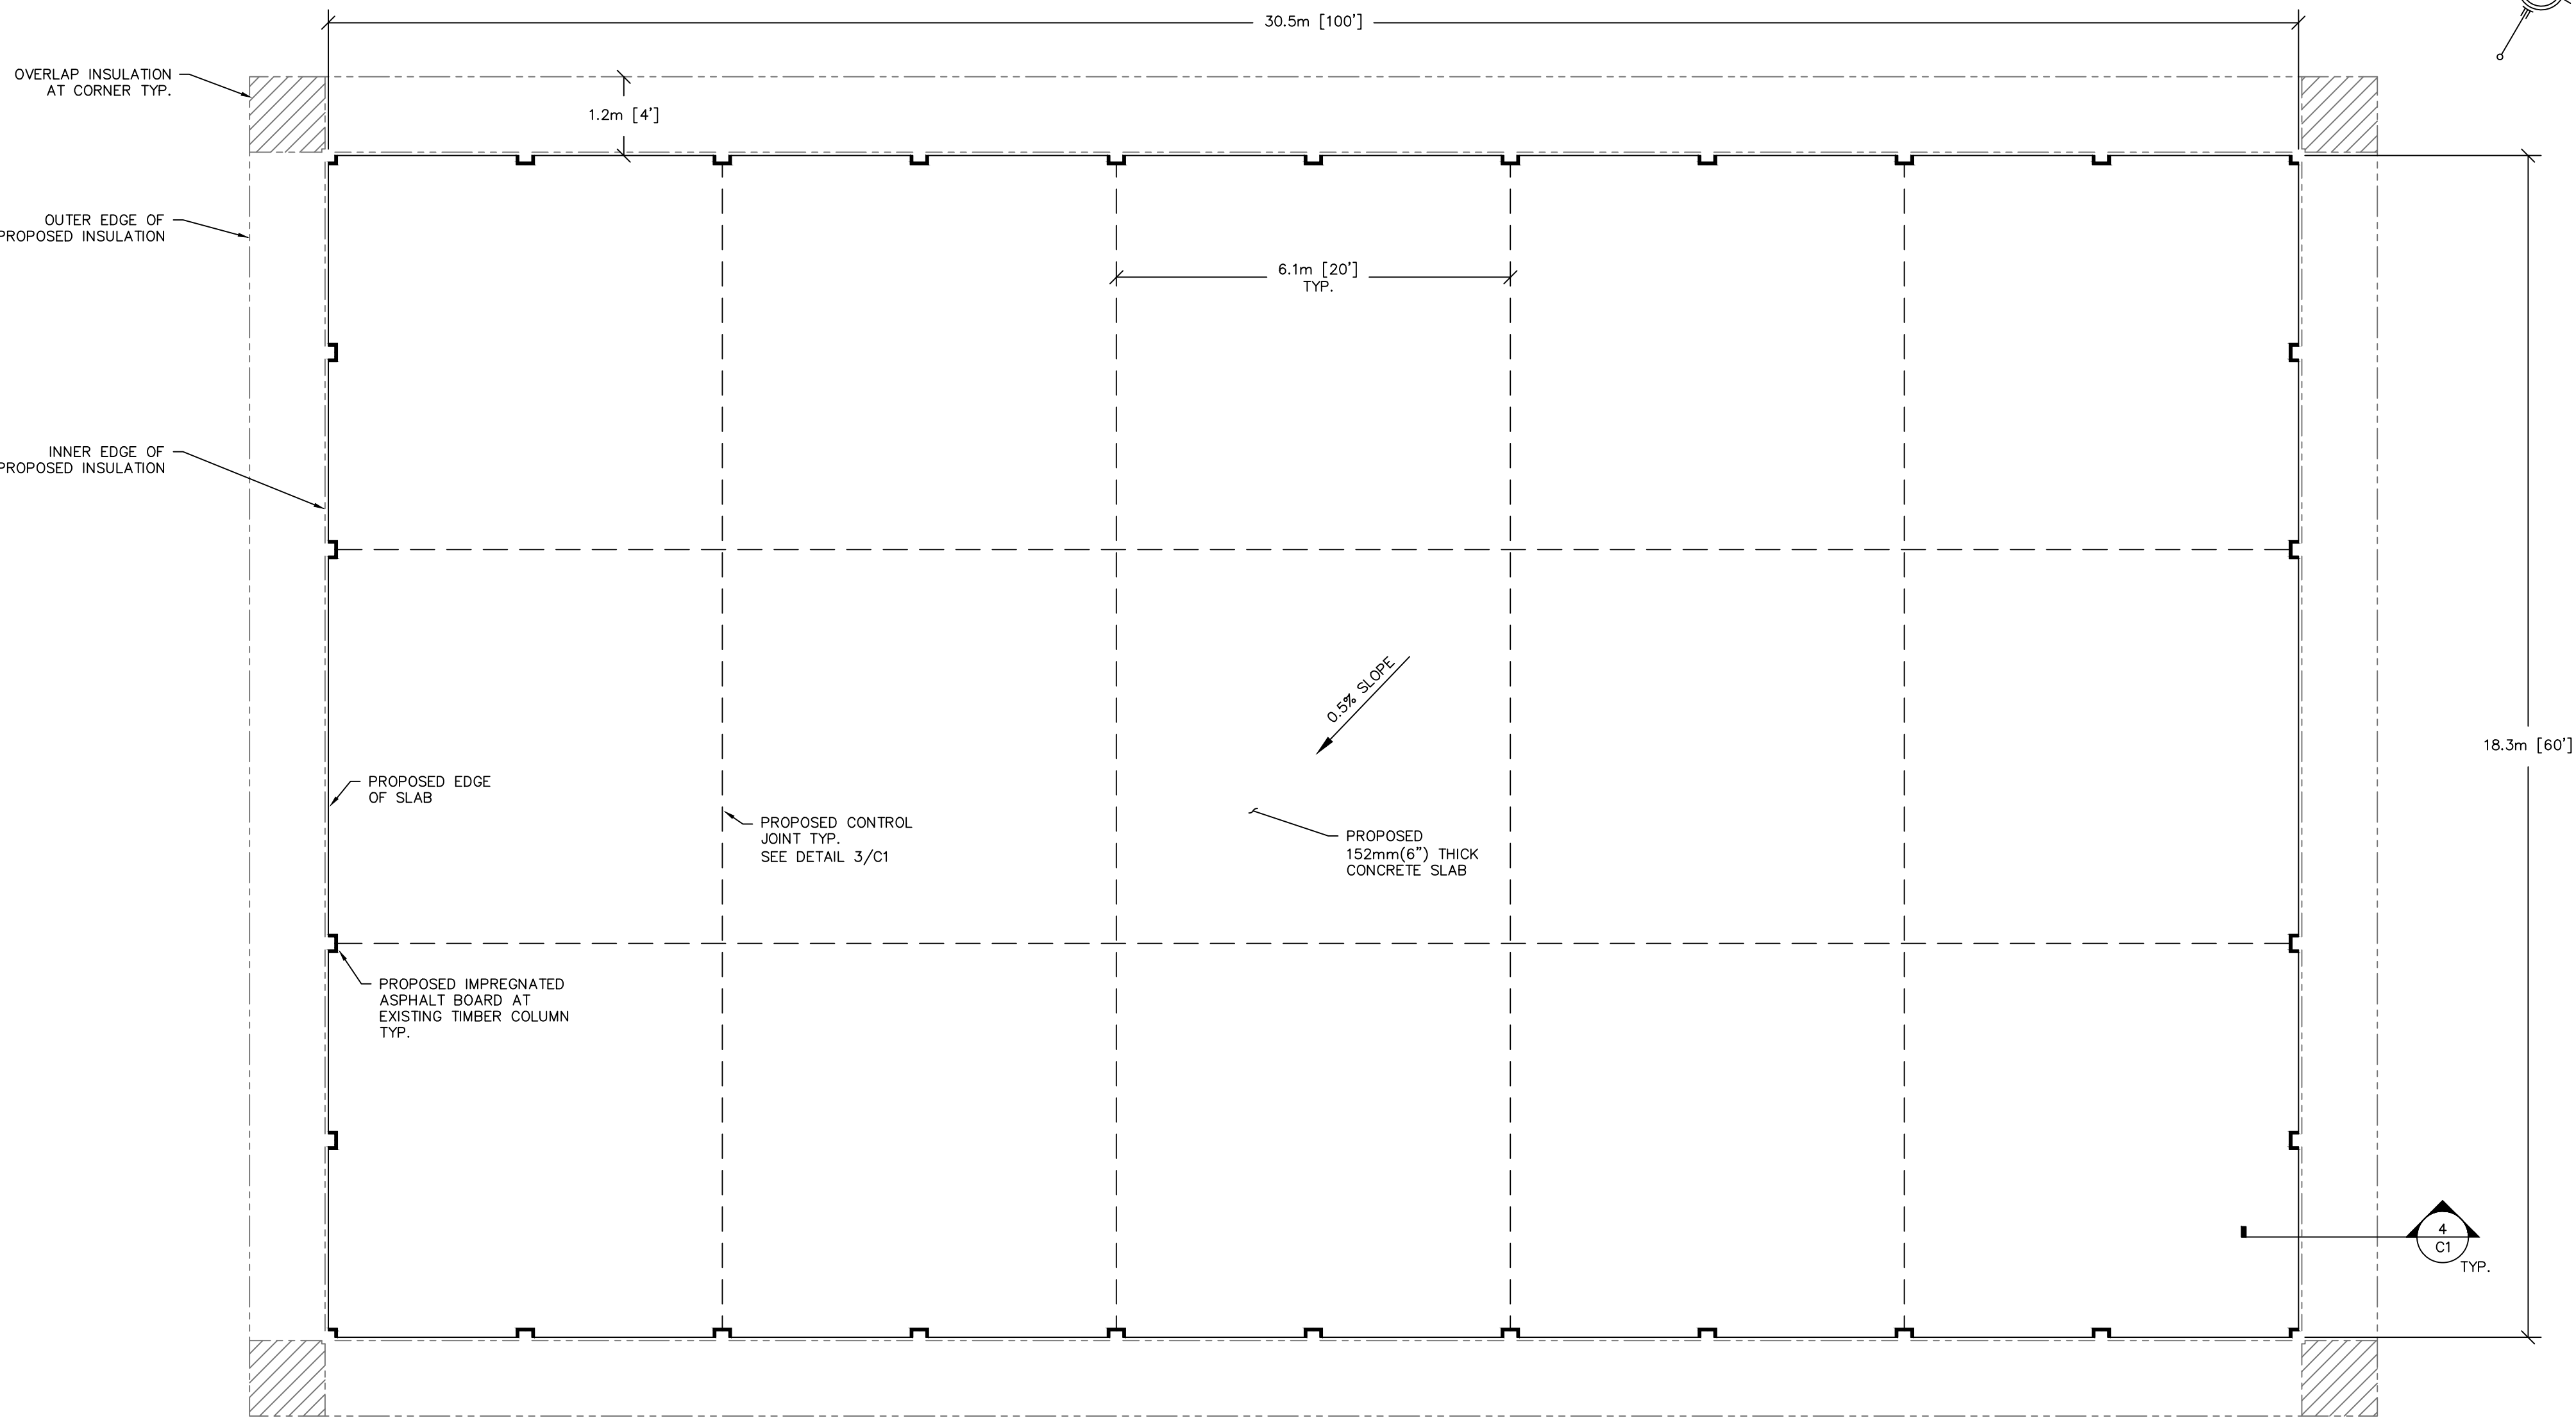 30.5m [100']
OVERLAP INSULATION
AT CORNER TYP.
1.2m [4']
OUTER EDGE OF
PROPOSED INSULATION
6.1m [20']
TYP.
INNER EDGE OF
PROPOSED INSULATION
0.5% SLOPE
18.3m [60']
PROPOSED EDGE
OF SLAB
PROPOSED CONTROL
JOINT TYP.
SEE DETAIL 3/C1
PROPOSED
152mm(6") THICK
CONCRETE SLAB
PROPOSED IMPREGNATED
ASPHALT BOARD AT
EXISTING TIMBER COLUMN
TYP.
4
C1
TYP.